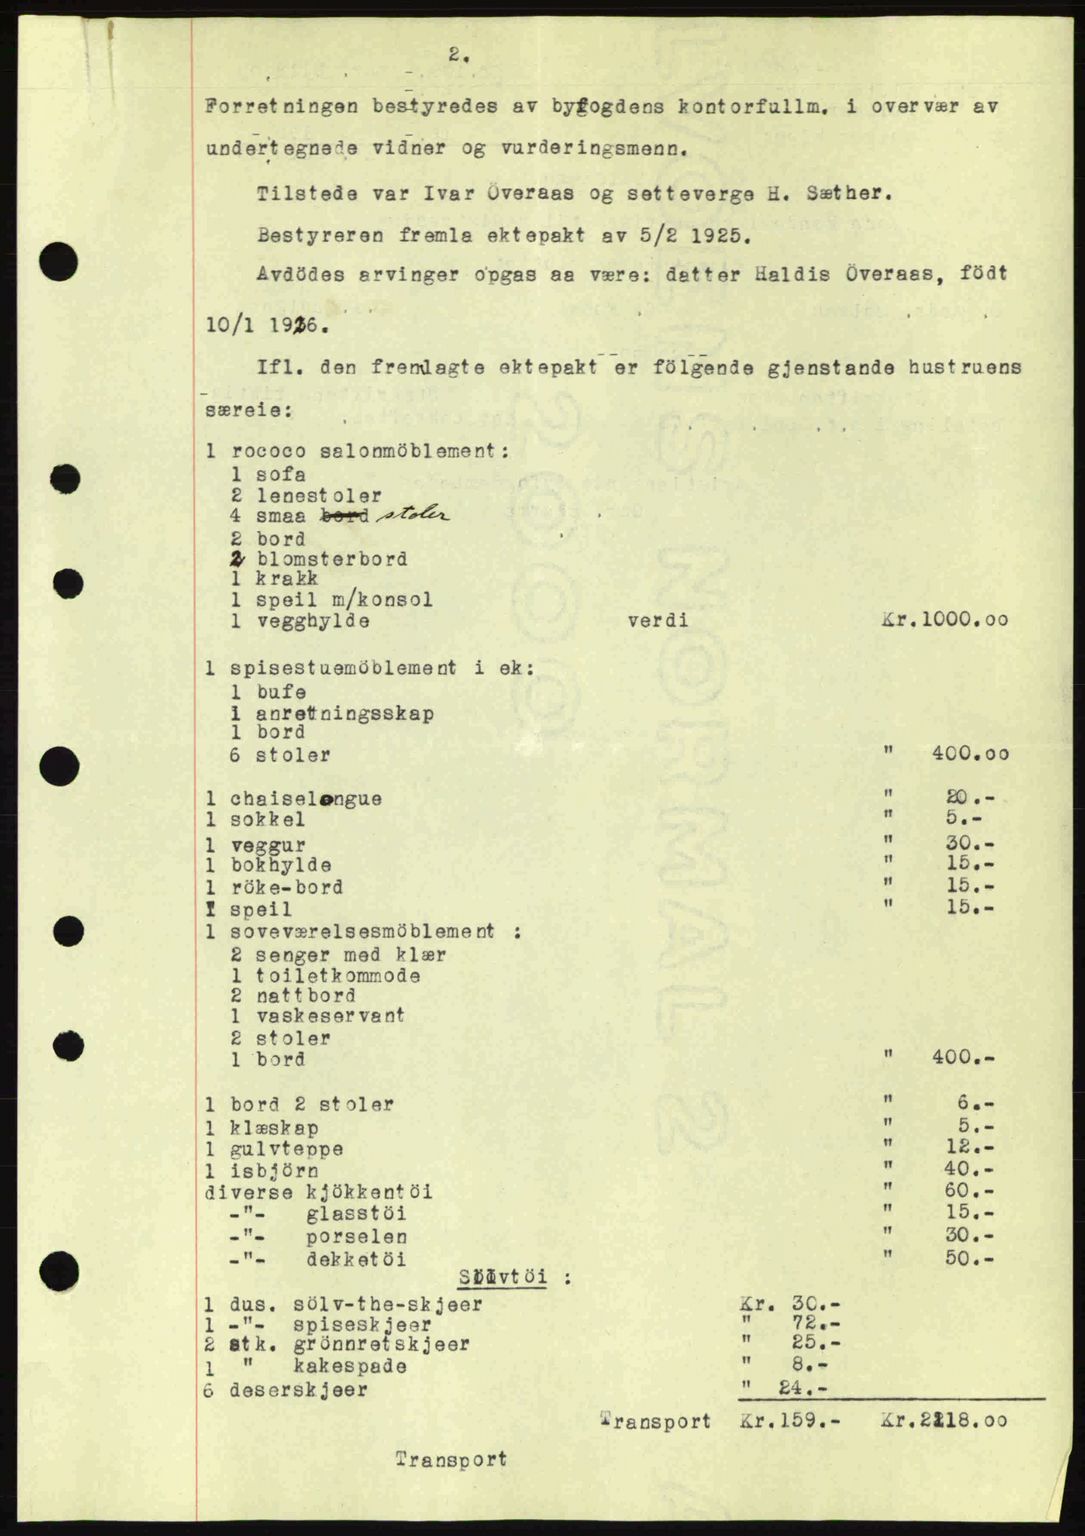 2.
Forretningen bestyredes av byfogdens kontorfullm. i overvær av
undertegnede vidner og vurderingsmenn.
Tilstede var Ivar Överaas og setteverge H. Sæther.
Bestyreren fremla ektepakt av 5/2 1925.
Avdödes arvinger opgas aa være: datter Haldis Överaas, födt
10/1 1926.
Ifl. den fremlagte ektepakt er fölgende gjenstande hustruens
særeie:
1 rococo salonmöblement:
1 sofa
2 lenestoler
4 smaa bord stoler
2 bord
2 blomsterbord
1 krakk
1 speil m/konsol
1 vegghylde verdi Kr.1000.00
1 spisestuemöblement i ek:
1 bufe
1 anretningsskap
1 bord
6 stoler " 400.00
1 chaiselongue " 20.-
1 sokkel " 5.-
1 veggur " 30.-
1 bokhylde " 15.-
1 röke-bord " 15.-
1 speil " 15.-
1 soveværelsesmöblement :
2 senger med klær
1 toiletkommode
2 nattbord
1 vaskeservant
2 stoler
1 bord " 400.-
1 bord 2 stoler " 6.-
1 klæskap " 5.-
1 gulvteppe " 12.-
1 isbjörn " 40.-
diverse kjökkentöi " 60.-
-"- glasstöi " 15.-
-"- porselen " 30.-
-"- dekketöi " 50.-
Sölvtöi :
1 dus. sölv-the-skjeer Kr. 30.-
1 -"- spiseskjeer " 72.-
2 stk. grönnretskjeer " 25.-
1 " kakespade " 8.-
6 deserskjeer " 24.-
Transport Kr.159.- Kr.2118.00
Transport